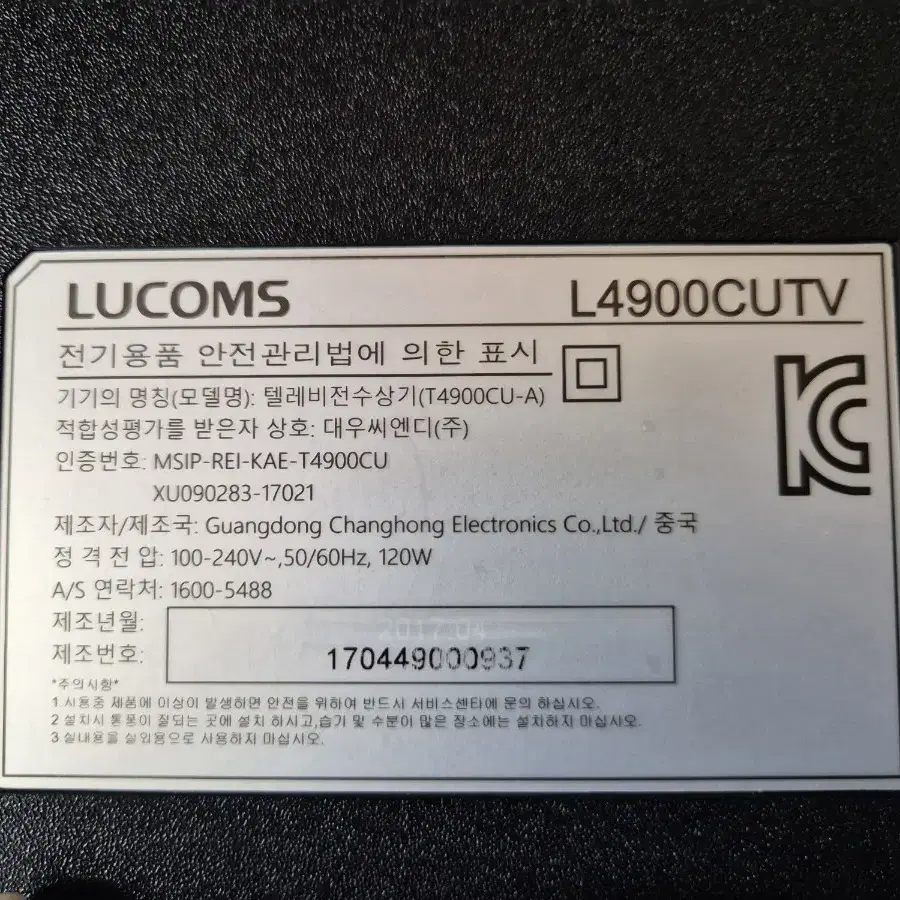 LUCOMS L4900CUTV
전기용품 안전관리법에 의한 표시
기기의 명칭(모델명): 텔레비전수상기(T4900CU-A)
적합성평가를 받은자 상호: 대우씨엔디(주)
인증번호: MSIP-REI-KAE-T4900CU
XU090283-17021
제조자/제조국: Guangdong Changhong Electronics Co.,Ltd./ 중국
정 격 전 압: 100-240V~,50/60Hz, 120W
A/S 연락처: 1600-5488
제조년월: 2017.04
제조번호: 170449000937
*주의사항*
1 사용중 제품에 이상이 발생하면 안전을 위하여 반드시 서비스센타에 문의 하십시오.
2 설치시 통풍이 잘되는 곳에 설치 하시고,습기 및 수분이 많은 장소에는 설치하지 마십시오.
3 실내용을 실외용으로 사용하지 마십시오.